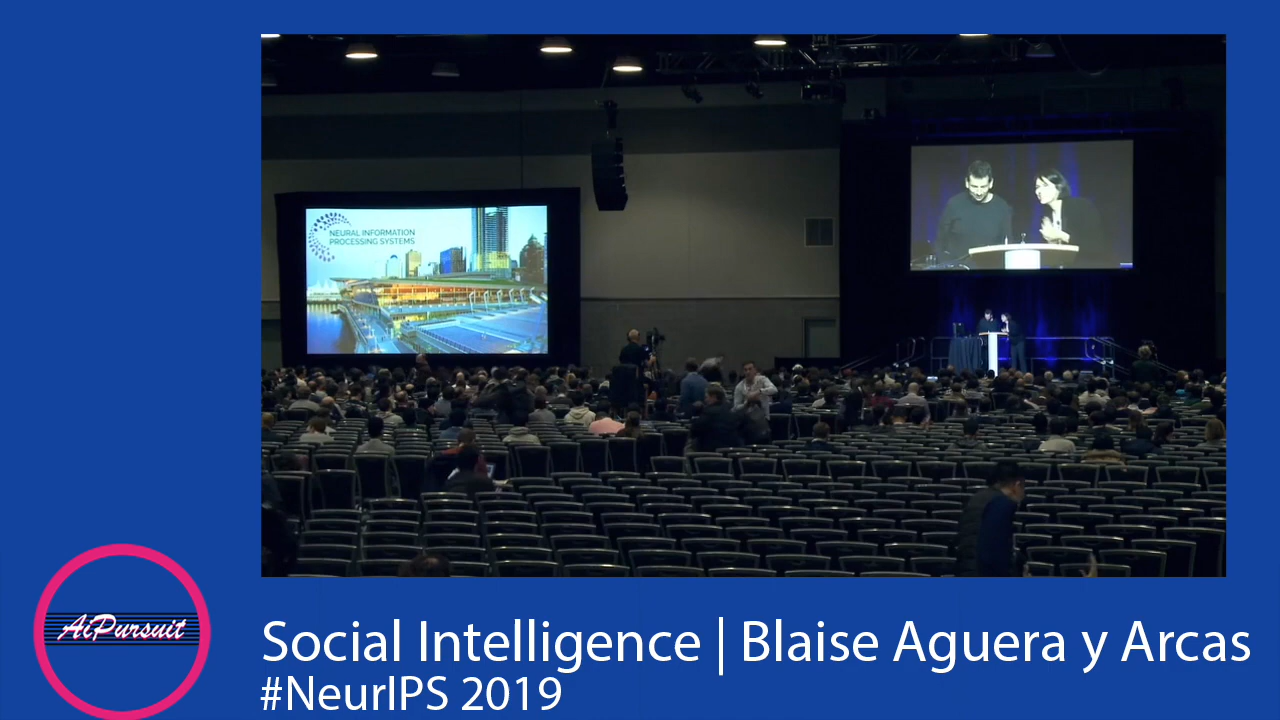 NEURAL INFORMATION
PROCESSING SYSTEMS
AiPursuit
Social Intelligence | Blaise Aguera y Arcas
#NeurIPS 2019